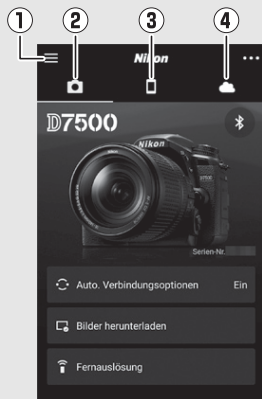 ① ② ③ ④
Nikon
D7500
Nikon
Serien-Nr.
Auto. Verbindungsoptionen Ein
Bilder herunterladen
Fernauslösung